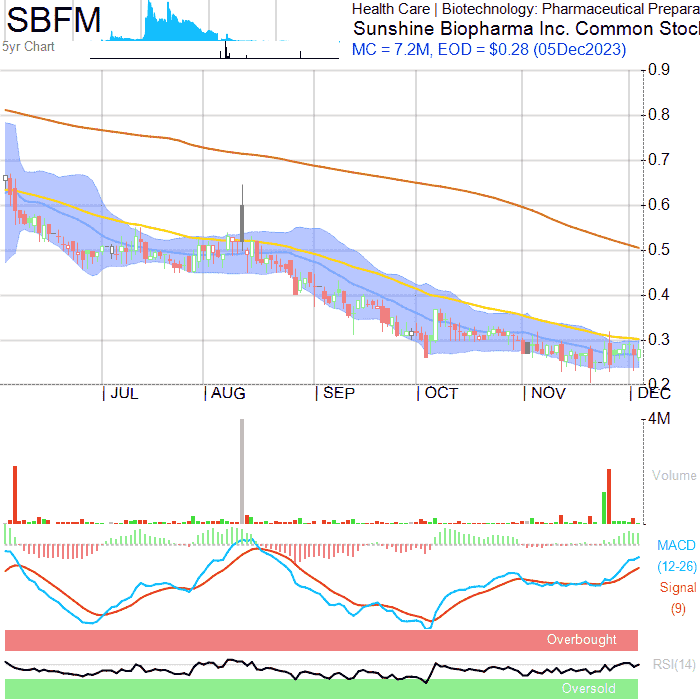 SBFM
5yr Chart
Health Care | Biotechnology: Pharmaceutical Prepara
Sunshine Biopharma Inc. Common Stoc
MC = 7.2M, EOD = $0.28 (05Dec2023)
0.9
0.8
0.7
0.6
0.5
0.4
0.3
0.2
JUL AUG SEP OCT NOV DEC
4M
Volume
MACD
(12-26)
Signal
(9)
Overbought
RSI(14)
Oversold